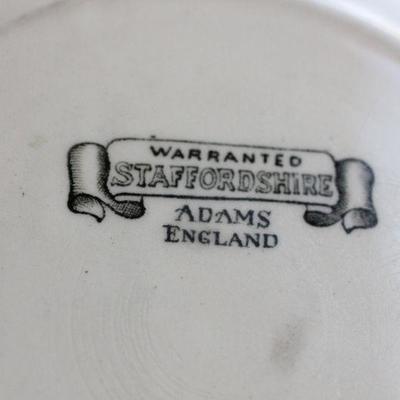 WARRANTED
STAFFORDSHIRE
ADAMS
ENGLAND